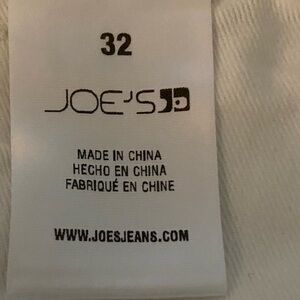 32
JOE'S
MADE IN CHINA
HECHO EN CHINA
FABRIQUÉ EN CHINE
WWW.JOESJEANS.COM